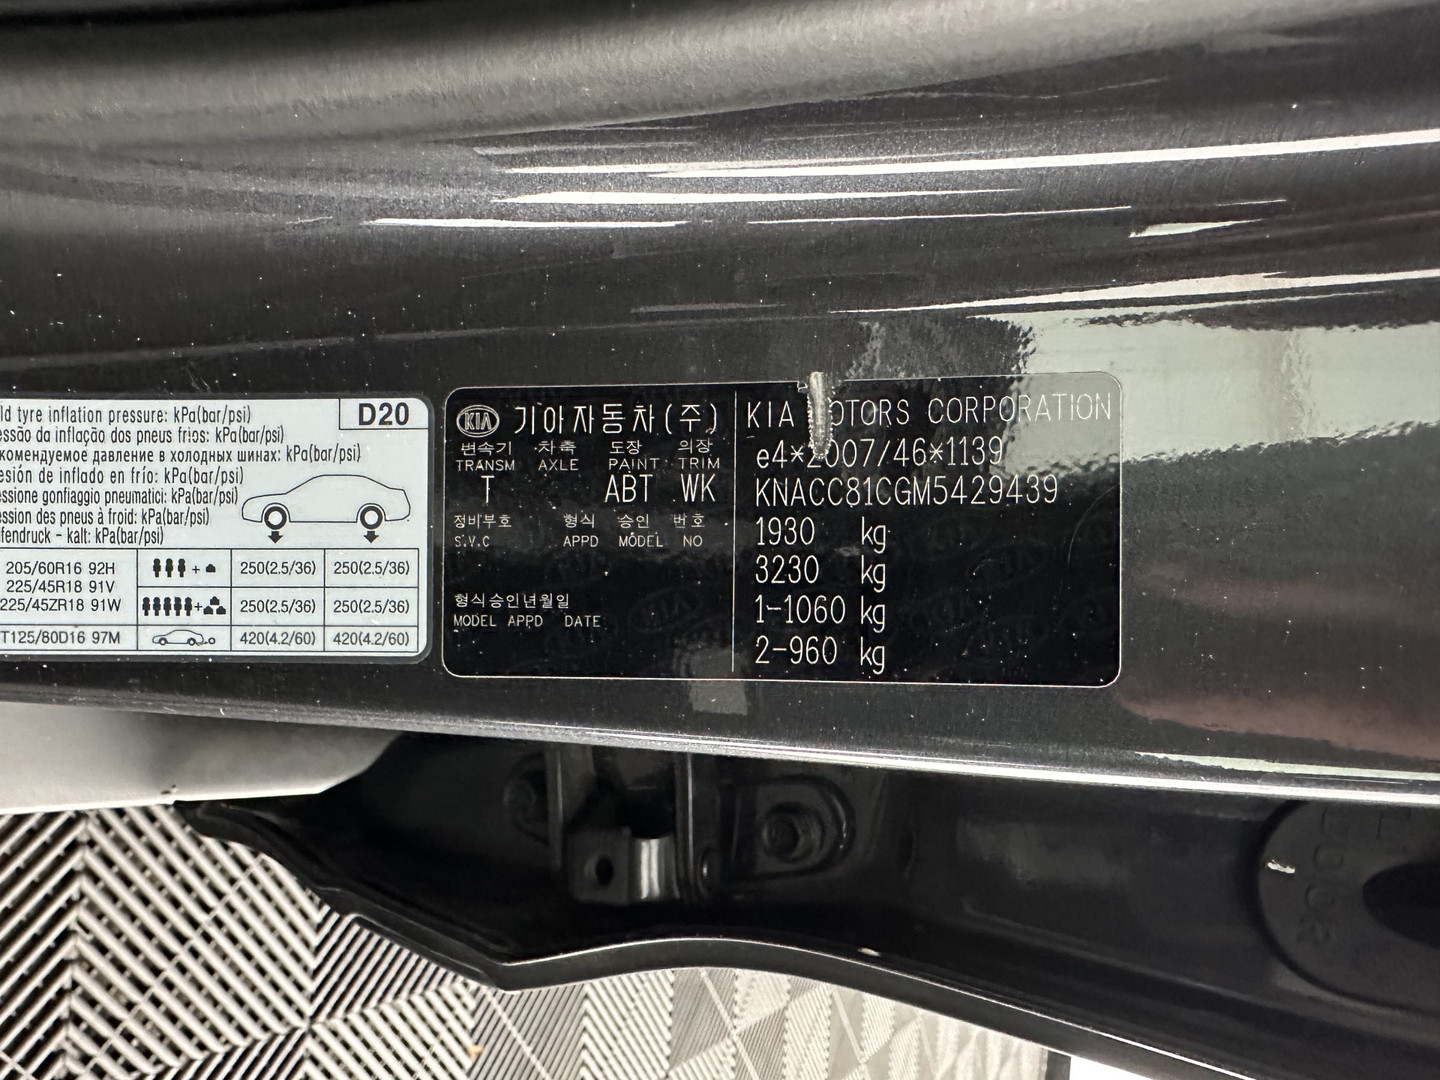 ld tyre inflation pressure: kPa(bar/psi)
D20
essão da inflação dos pneus frios: kPa(bar/psi)
комендуемое давление в холодных шинах: kPa(bar/psi)
esión de inflado en frío: kPa(bar/psi)
essione gonfiaggio pneumatici: kPa(bar/psi)
ession des pneus à froid: kPa(bar/psi)
fendruck - kalt: kPa(bar/psi)
205/60R16 92H
225/45R18 91V
225/45ZR18 91W
+
250(2.5/36) 250(2.5/36)
+
250(2.5/36) 250(2.5/36)
T125/80D16 97M
420(4.2/60) 420(4.2/60)
KIA 기아자동차(주)
변속기 차축 도장 의장
TRANSM AXLE PAINT TRIM
T ABT WK
정비부호 형식 승인 번호
S.V.C APPD MODEL NO
형식승인년월일
MODEL APPD DATE
KIA OTORS CORPORATION
e4*2007/46*1139
KNACC81CGM5429439
1930 kg
3230 kg
1-1060 kg
2-960 kg
DOOR